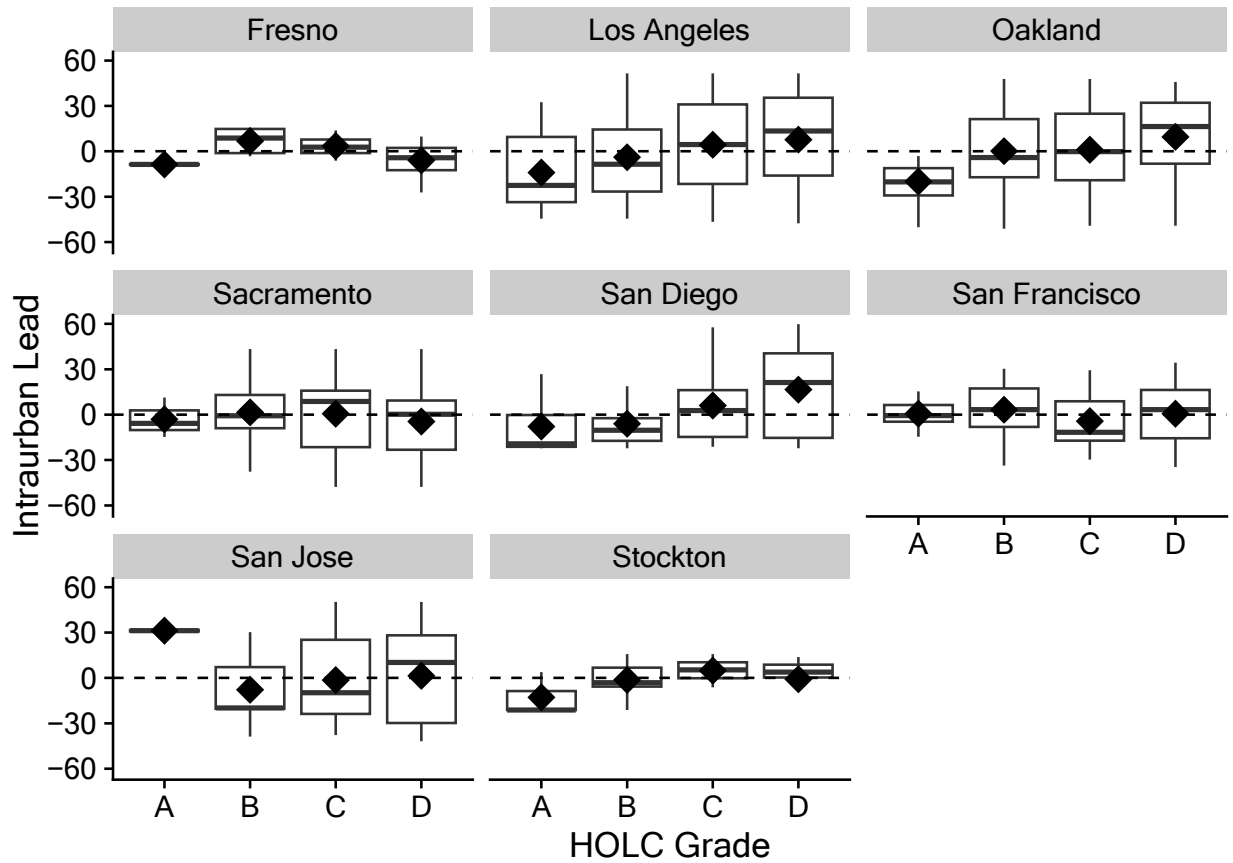 Fresno
Los Angeles
Oakland
60
30
0
−30
−60
Sacramento
San Diego
San Francisco
60
30
0
−30
−60
A B C D
San Jose
Stockton
60
30
0
−30
−60
A B C D
A B C D
Intraurban Lead
HOLC Grade